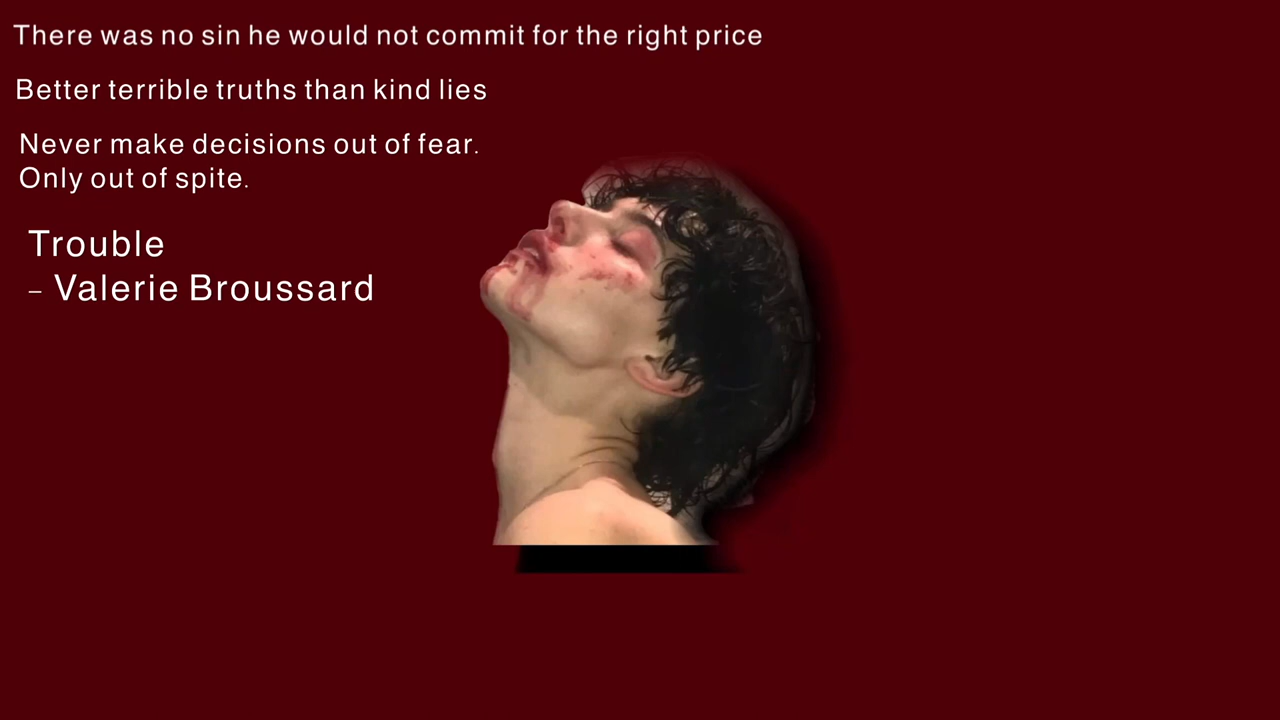 There was no sin he would not commit for the right price
Better terrible truths than kind lies
Never make decisions out of fear.
Only out of spite.
Trouble
– Valerie Broussard